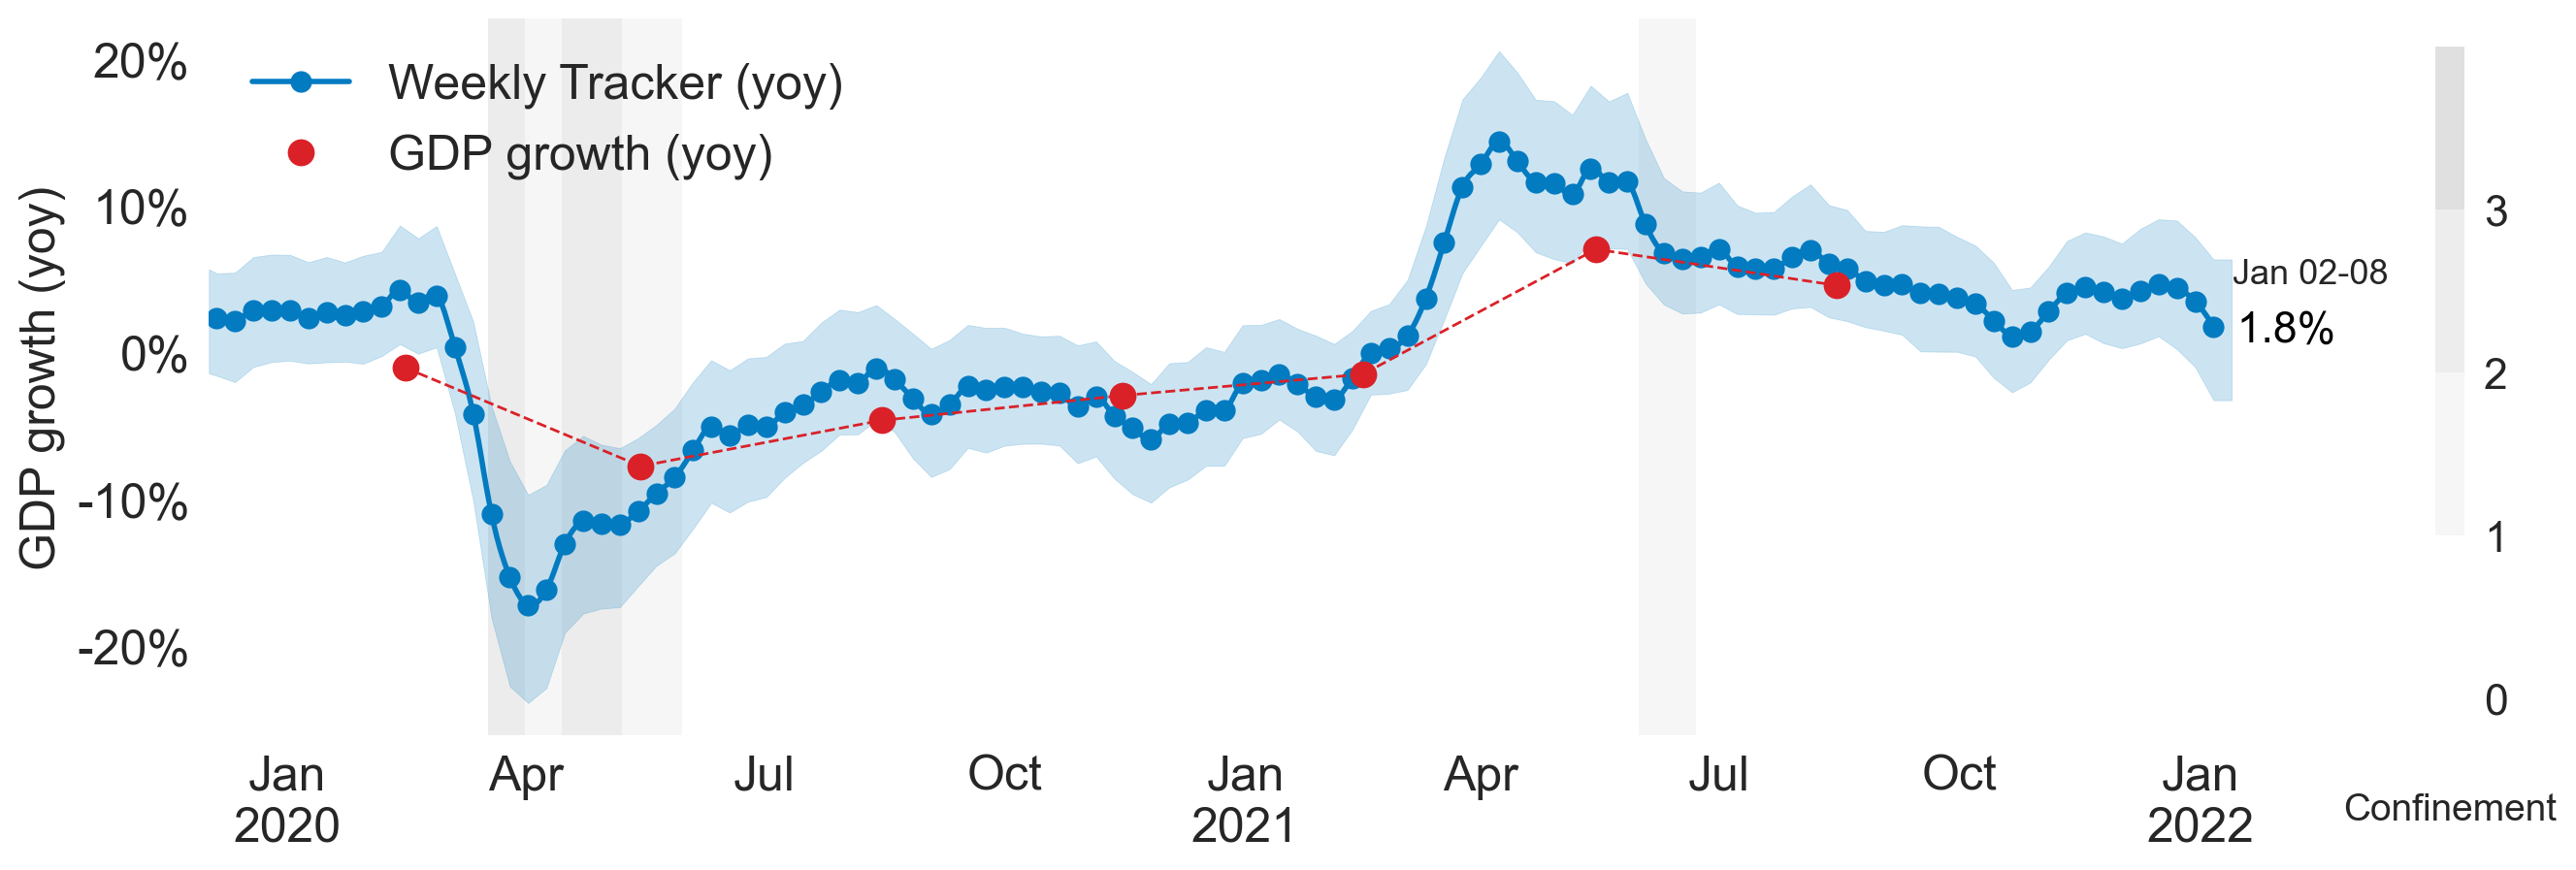 20%
10%
0%
-10%
-20%
GDP growth (yoy)
Weekly Tracker (yoy)
GDP growth (yoy)
Jan 02-08
1.8%
3
2
1
0
Confinement
Jan Apr Jul Oct Jan Apr Jul Oct Jan
2020 2021 2022